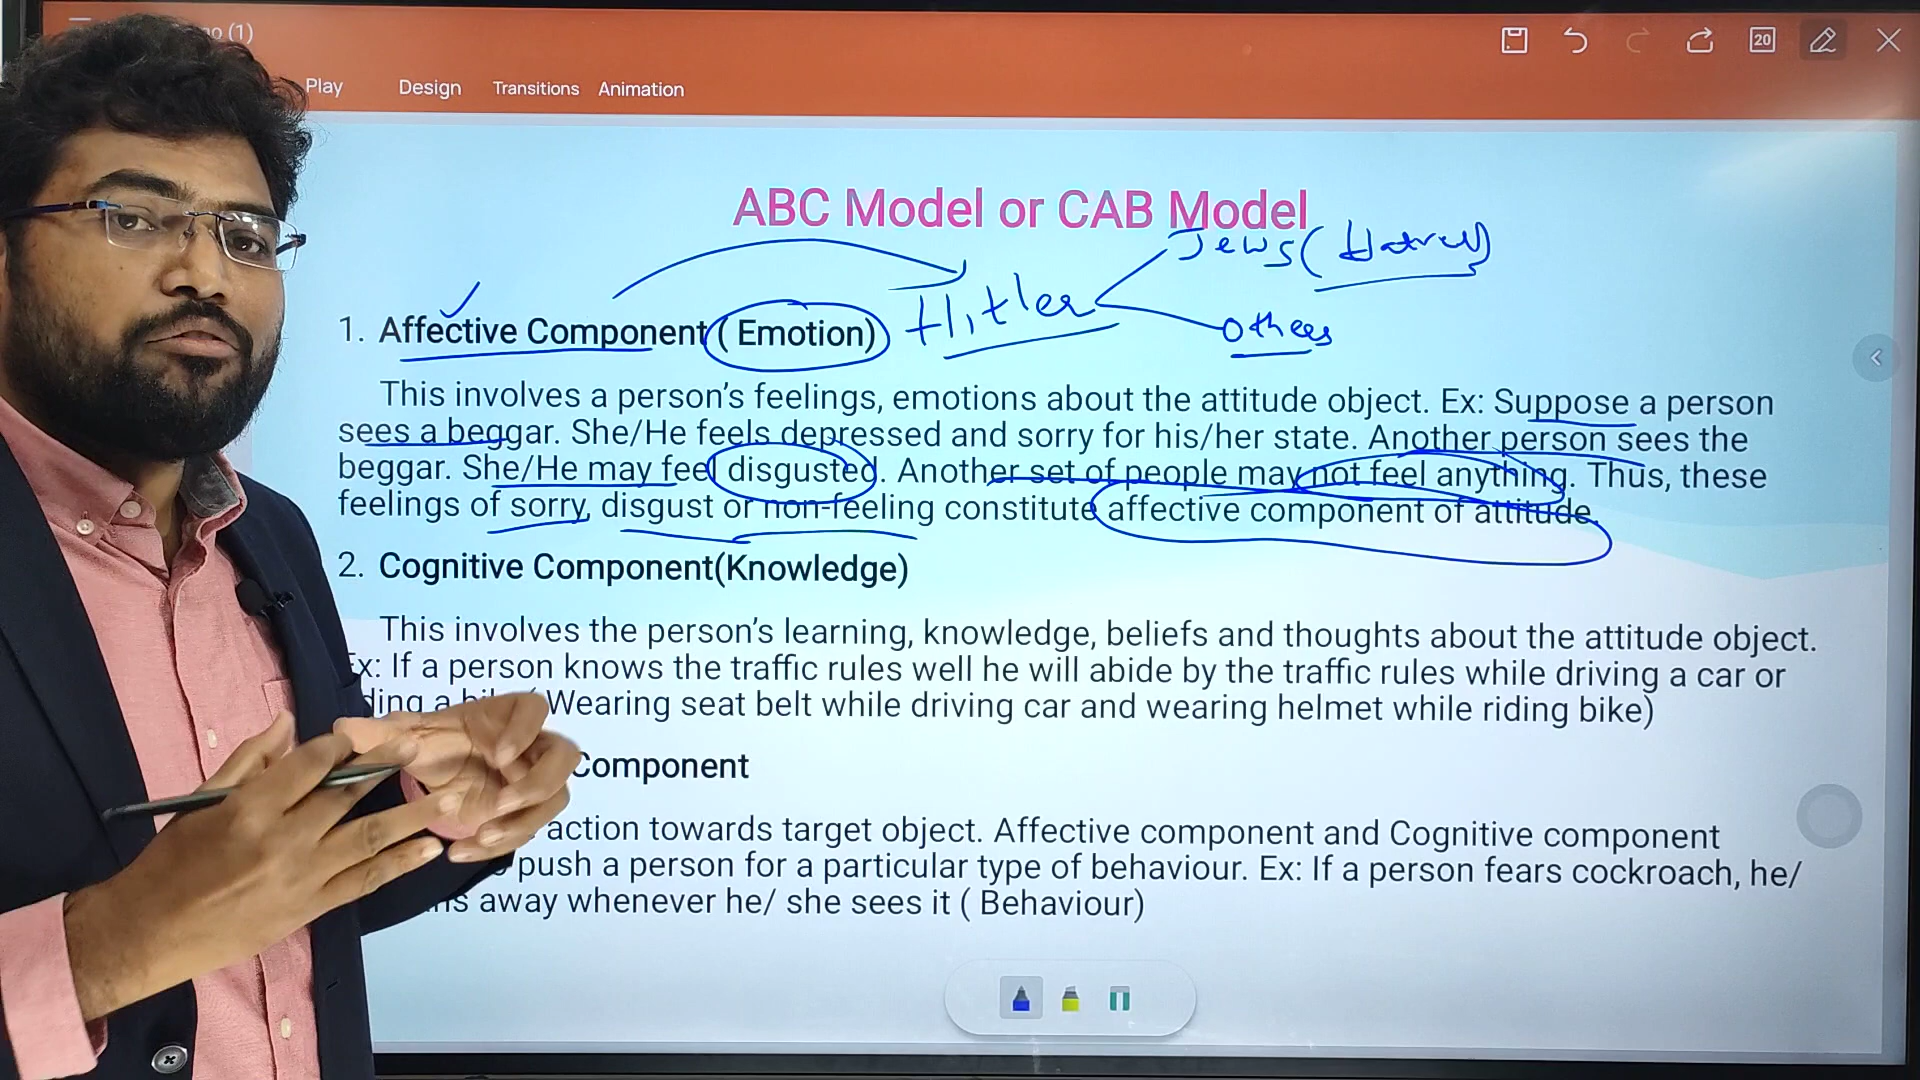 (1)
20
Play Design Transitions Animation
ABC Model or CAB Model
Jews (Hatred)
Hitler
others
1. Affective Component ( Emotion)
This involves a person's feelings, emotions about the attitude object. Ex: Suppose a person
sees a beggar. She/He feels depressed and sorry for his/her state. Another person sees the
beggar. She/He may feel disgusted. Another set of people may not feel anything. Thus, these
feelings of sorry, disgust or non-feeling constitute affective component of attitude.
2. Cognitive Component(Knowledge)
This involves the person's learning, knowledge, beliefs and thoughts about the attitude object.
Ex: If a person knows the traffic rules well he will abide by the traffic rules while driving a car or
a Wearing seat belt while driving car and wearing helmet while riding bike)
Component
action towards target object. Affective component and Cognitive component
push a person for a particular type of behaviour. Ex: If a person fears cockroach, he/
away whenever he/ she sees it ( Behaviour)